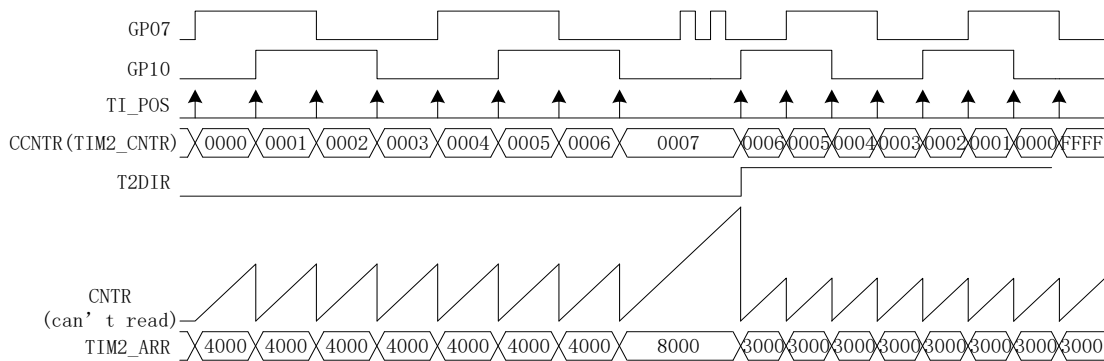 GP07
GP10
TI_POS
CCNTR(TIM2_CNTR) 0000 0001 0002 0003 0004 0005 0006 0007 0006 0005 0004 0003 0002 0001 0000 FFFF
T2DIR
CNTR
(can't read)
TIM2_ARR 4000 4000 4000 4000 4000 4000 4000 8000 3000 3000 3000 3000 3000 3000 3000 3000